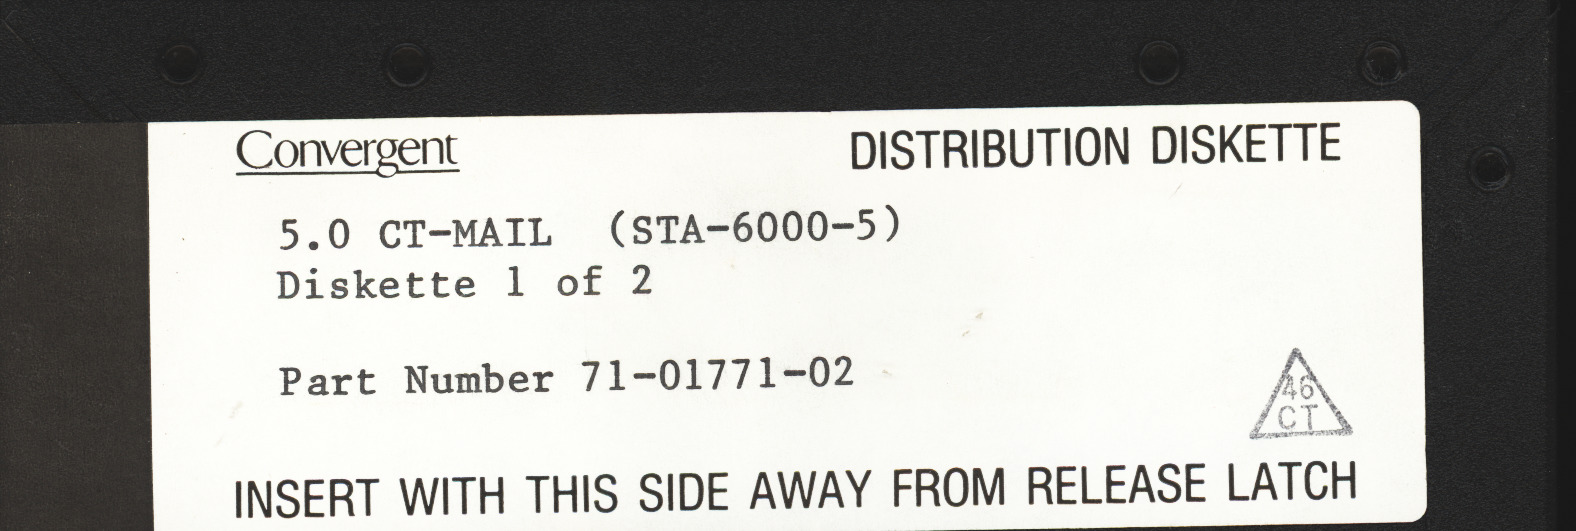 Convergent DISTRIBUTION DISKETTE
5.0 CT-MAIL (STA-6000-5)
Diskette 1 of 2
Part Number 71-01771-02
46
CT
INSERT WITH THIS SIDE AWAY FROM RELEASE LATCH